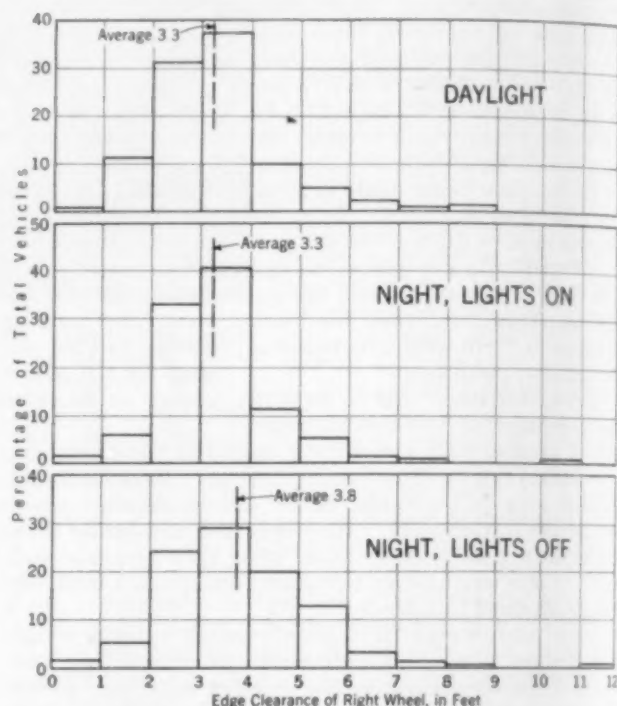 40
Average 3.3
30
DAYLIGHT
20
10
0
50
Average 3.3
40
NIGHT, LIGHTS ON
30
20
10
0
40
Average 3.8
30
NIGHT, LIGHTS OFF
20
10
0
Percentage of Total Vehicles
0 1 2 3 4 5 6 7 8 9 10 11 12
Edge Clearance of Right Wheel, in Feet